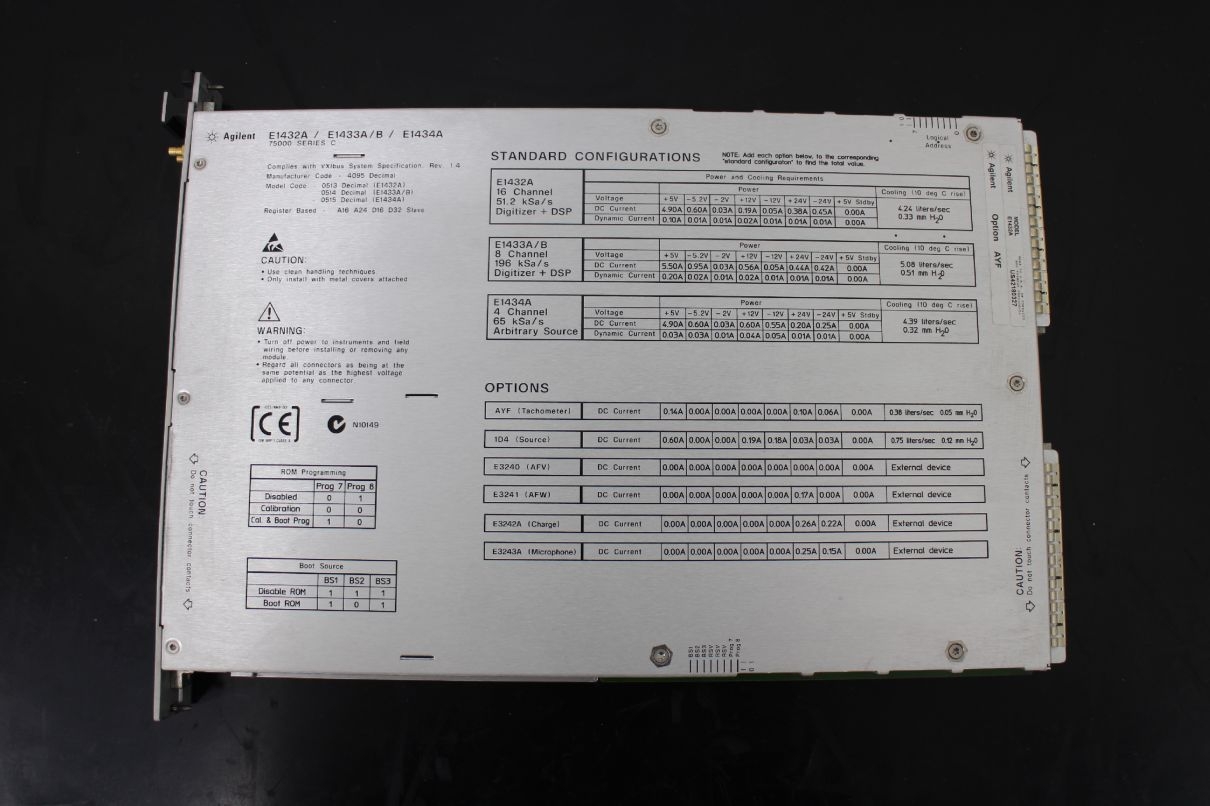 Agilent E1432A / E1433A/B / E1434A
75000 SERIES C
Complies with VXIbus System Specification, Rev. 1.4
Manufacturer Code - 4095 Decimal
Model Code - 0513 Decimal (E1432A)
0514 Decimal (E1433A/B)
0515 Decimal (E1434A)
Register Based - A16 A24 D16 D32 Slave
CAUTION:
• Use clean handling techniques.
• Only install with metal covers attached
WARNING:
• Turn off power to instruments and field
wiring before installing or removing any
module.
• Regard all connectors as being at the
same potential as the highest voltage
applied to any connector.
CE
N10149
ROM Programming
Prog 7 Prog 8
Disabled 0 1
Calibration 0 0
Cal. & Boot Prog 1 0
Boot Source
BS1 BS2 BS3
Disable ROM 1 1 1
Boot ROM 1 0 1
CAUTION:
Do not touch connector contacts
STANDARD CONFIGURATIONS
NOTE: Add each option below, to the corresponding
"standard configuraton" to find the total value.
E1432A
16 Channel
51.2 kSa/s
Digitizer + DSP
Power and Cooling Requirements
Power Cooling (10 deg C rise)
Voltage +5V -5.2V -2V +12V -12V +24V -24V +5V Stdby
DC Current 4.90A 0.60A 0.03A 0.19A 0.05A 0.38A 0.45A 0.00A 4.24 liters/sec
Dynamic Current 0.10A 0.01A 0.01A 0.02A 0.01A 0.01A 0.01A 0.00A 0.33 mm H2O
E1433A/B
8 Channel
196 kSa/s
Digitizer + DSP
Power Cooling (10 deg C rise)
Voltage +5V -5.2V -2V +12V -12V +24V -24V +5V Stdby
DC Current 5.50A 0.95A 0.03A 0.56A 0.05A 0.44A 0.42A 0.00A 5.08 liters/sec
Dynamic Current 0.20A 0.02A 0.01A 0.02A 0.01A 0.01A 0.01A 0.00A 0.51 mm H2O
E1434A
4 Channel
65 kSa/s
Arbitrary Source
Power Cooling (10 deg C rise)
Voltage +5V -5.2V -2V +12V -12V +24V -24V +5V Stdby
DC Current 4.90A 0.60A 0.03A 0.60A 0.55A 0.20A 0.25A 0.00A 4.39 liters/sec
Dynamic Current 0.03A 0.03A 0.01A 0.04A 0.05A 0.01A 0.01A 0.00A 0.32 mm H2O
OPTIONS
AYF (Tachometer) DC Current 0.14A 0.00A 0.00A 0.00A 0.00A 0.10A 0.06A 0.00A 0.38 liters/sec 0.05 mm H2O
1D4 (Source) DC Current 0.60A 0.00A 0.00A 0.19A 0.18A 0.03A 0.03A 0.00A 0.75 liters/sec 0.12 mm H2O
E3240 (AFV) DC Current 0.00A 0.00A 0.00A 0.00A 0.00A 0.00A 0.00A 0.00A External device
E3241 (AFW) DC Current 0.00A 0.00A 0.00A 0.00A 0.00A 0.17A 0.00A 0.00A External device
E3242A (Charge) DC Current 0.00A 0.00A 0.00A 0.00A 0.00A 0.26A 0.22A 0.00A External device
E3243A (Microphone) DC Current 0.00A 0.00A 0.00A 0.00A 0.00A 0.25A 0.15A 0.00A External device
BS1
BS2
BS3
RSV
RSV
RSV
Prog 7
Prog 8
1 0
Logical
Address
Agilent Option AYF
Agilent
MODEL
E1433A
US42180327
CAUTION:
Do not touch connector contacts